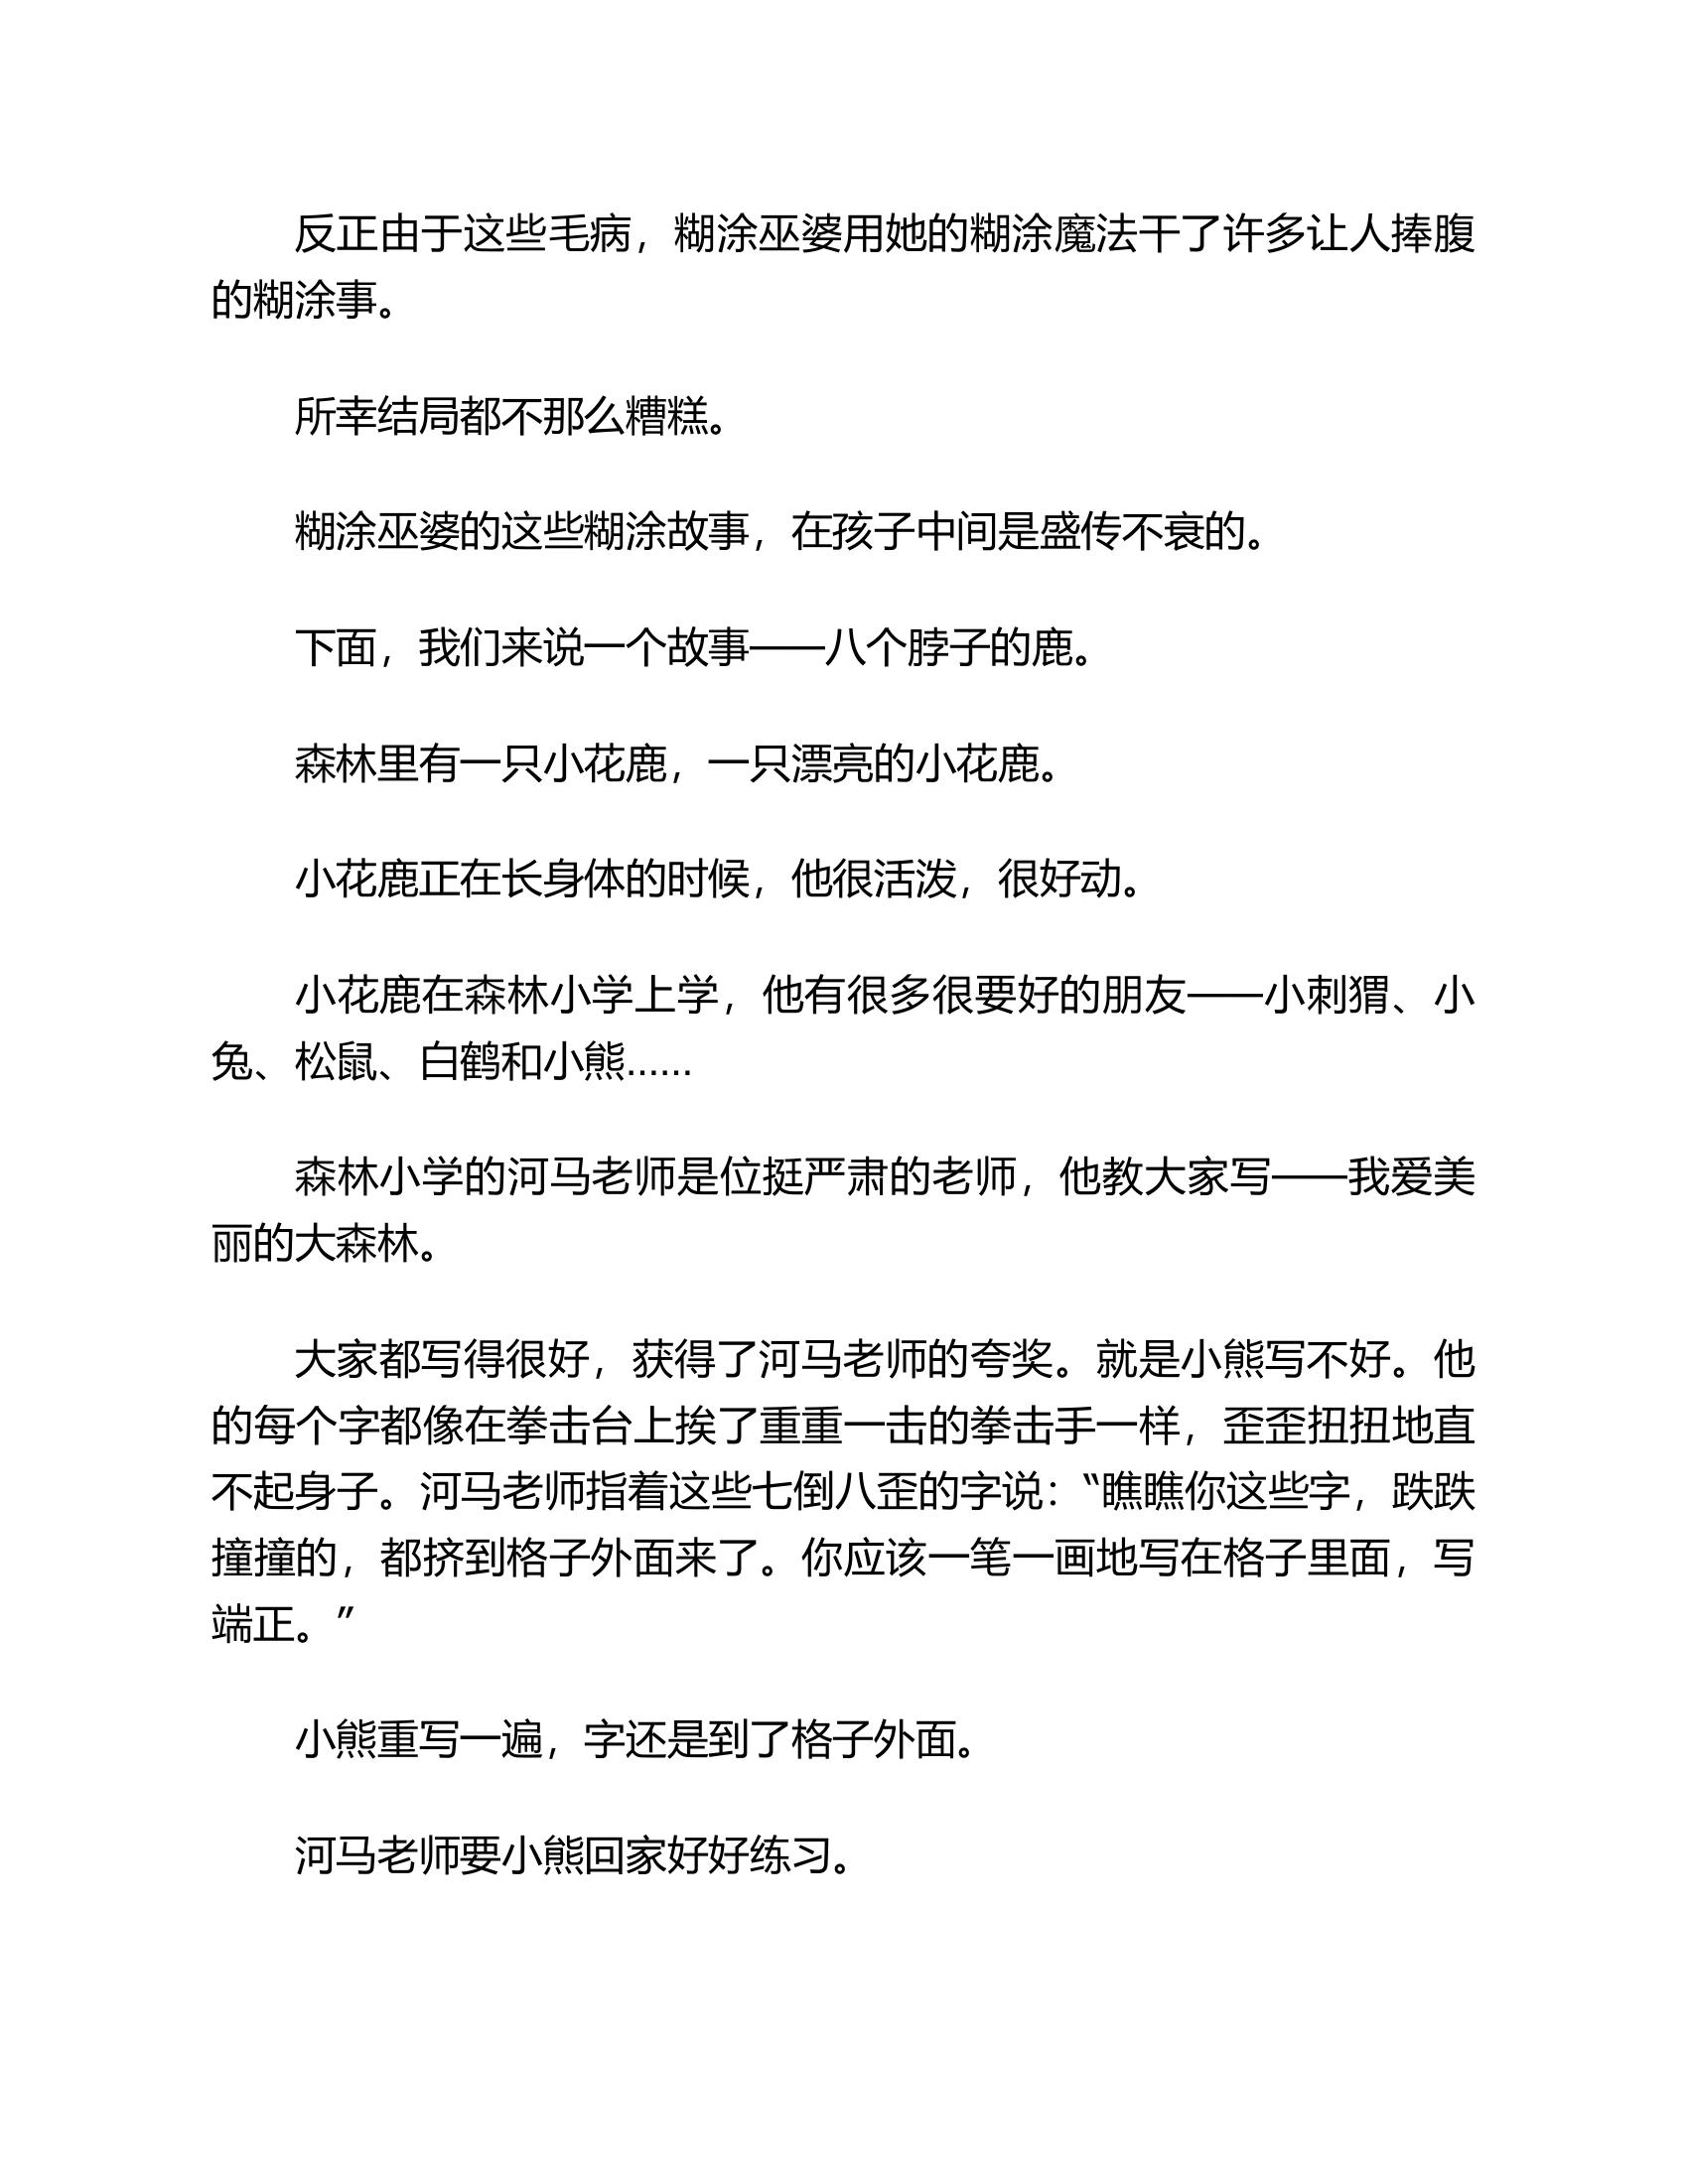 反正由于这些毛病，糊涂巫婆用她的糊涂魔法干了许多让人捧腹
的糊涂事。
所幸结局都不那么糟糕。
糊涂巫婆的这些糊涂故事，在孩子中间是盛传不衰的。
下面，我们来说一个故事——八个脖子的鹿。
森林里有一只小花鹿，一只漂亮的小花鹿。
小花鹿正在长身体的时候，他很活泼，很好动。
小花鹿在森林小学上学，他有很多很要好的朋友——小刺猬、小
兔、松鼠、白鹤和小熊……
森林小学的河马老师是位挺严肃的老师，他教大家写——我爱美
丽的大森林。
大家都写得很好，获得了河马老师的夸奖。就是小熊写不好。他
的每个字都像在拳击台上挨了重重一击的拳击手一样，歪歪扭扭地直
不起身子。河马老师指着这些七倒八歪的字说：“瞧瞧你这些字，跌跌
撞撞的，都挤到格子外面来了。你应该一笔一画地写在格子里面，写
端正。”
小熊重写一遍，字还是到了格子外面。
河马老师要小熊回家好好练习。